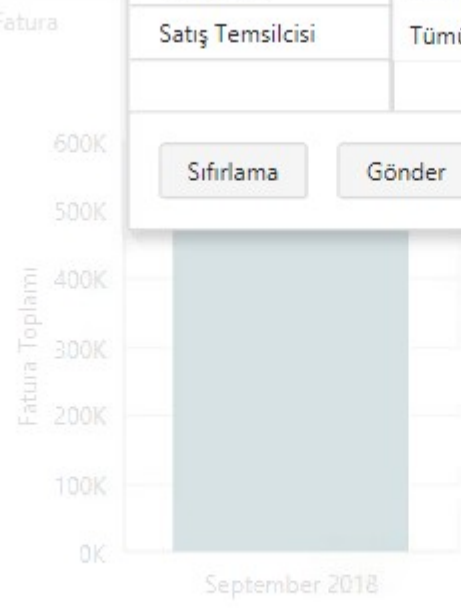 Fatura
Satış Temsilcisi
600K
Sıfırlama Gönder
500K
400K
300K
200K
100K
0K
Fatura Toplamı
September 2018